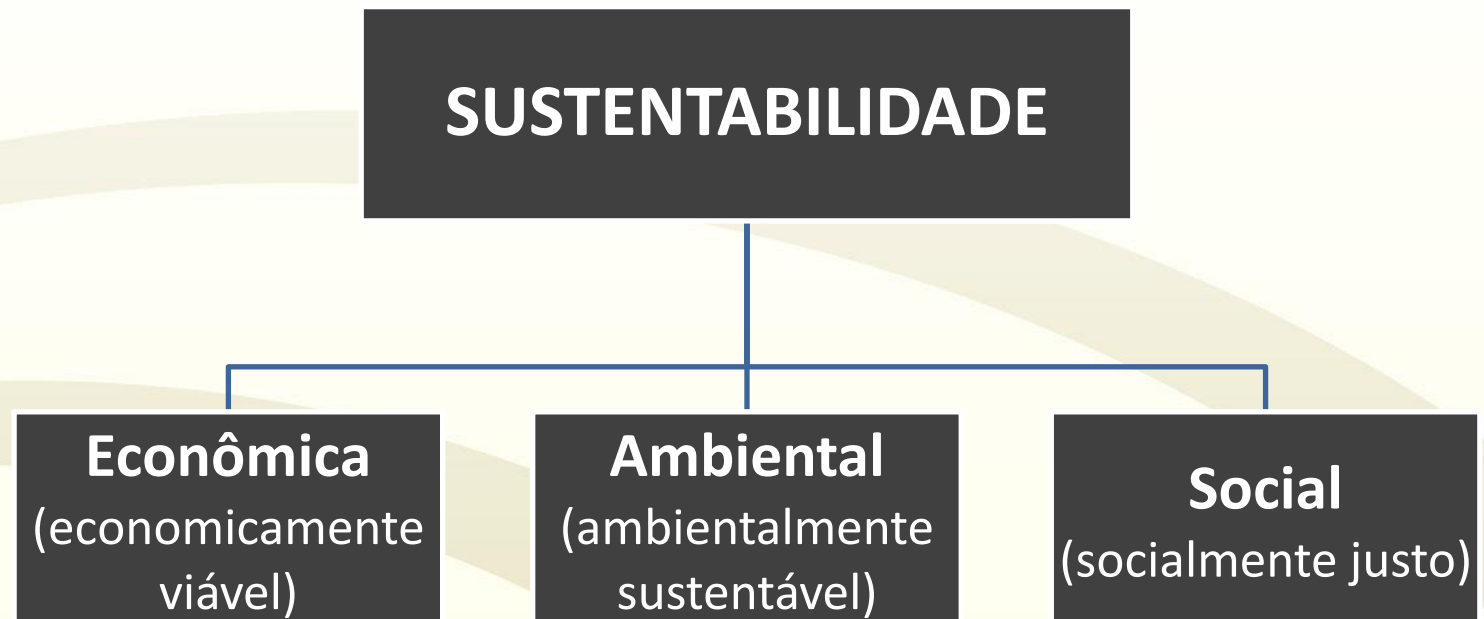 SUSTENTABILIDADE
Econômica
(economicamente
viável)
Ambiental
(ambientalmente
sustentável)
Social
(socialmente justo)